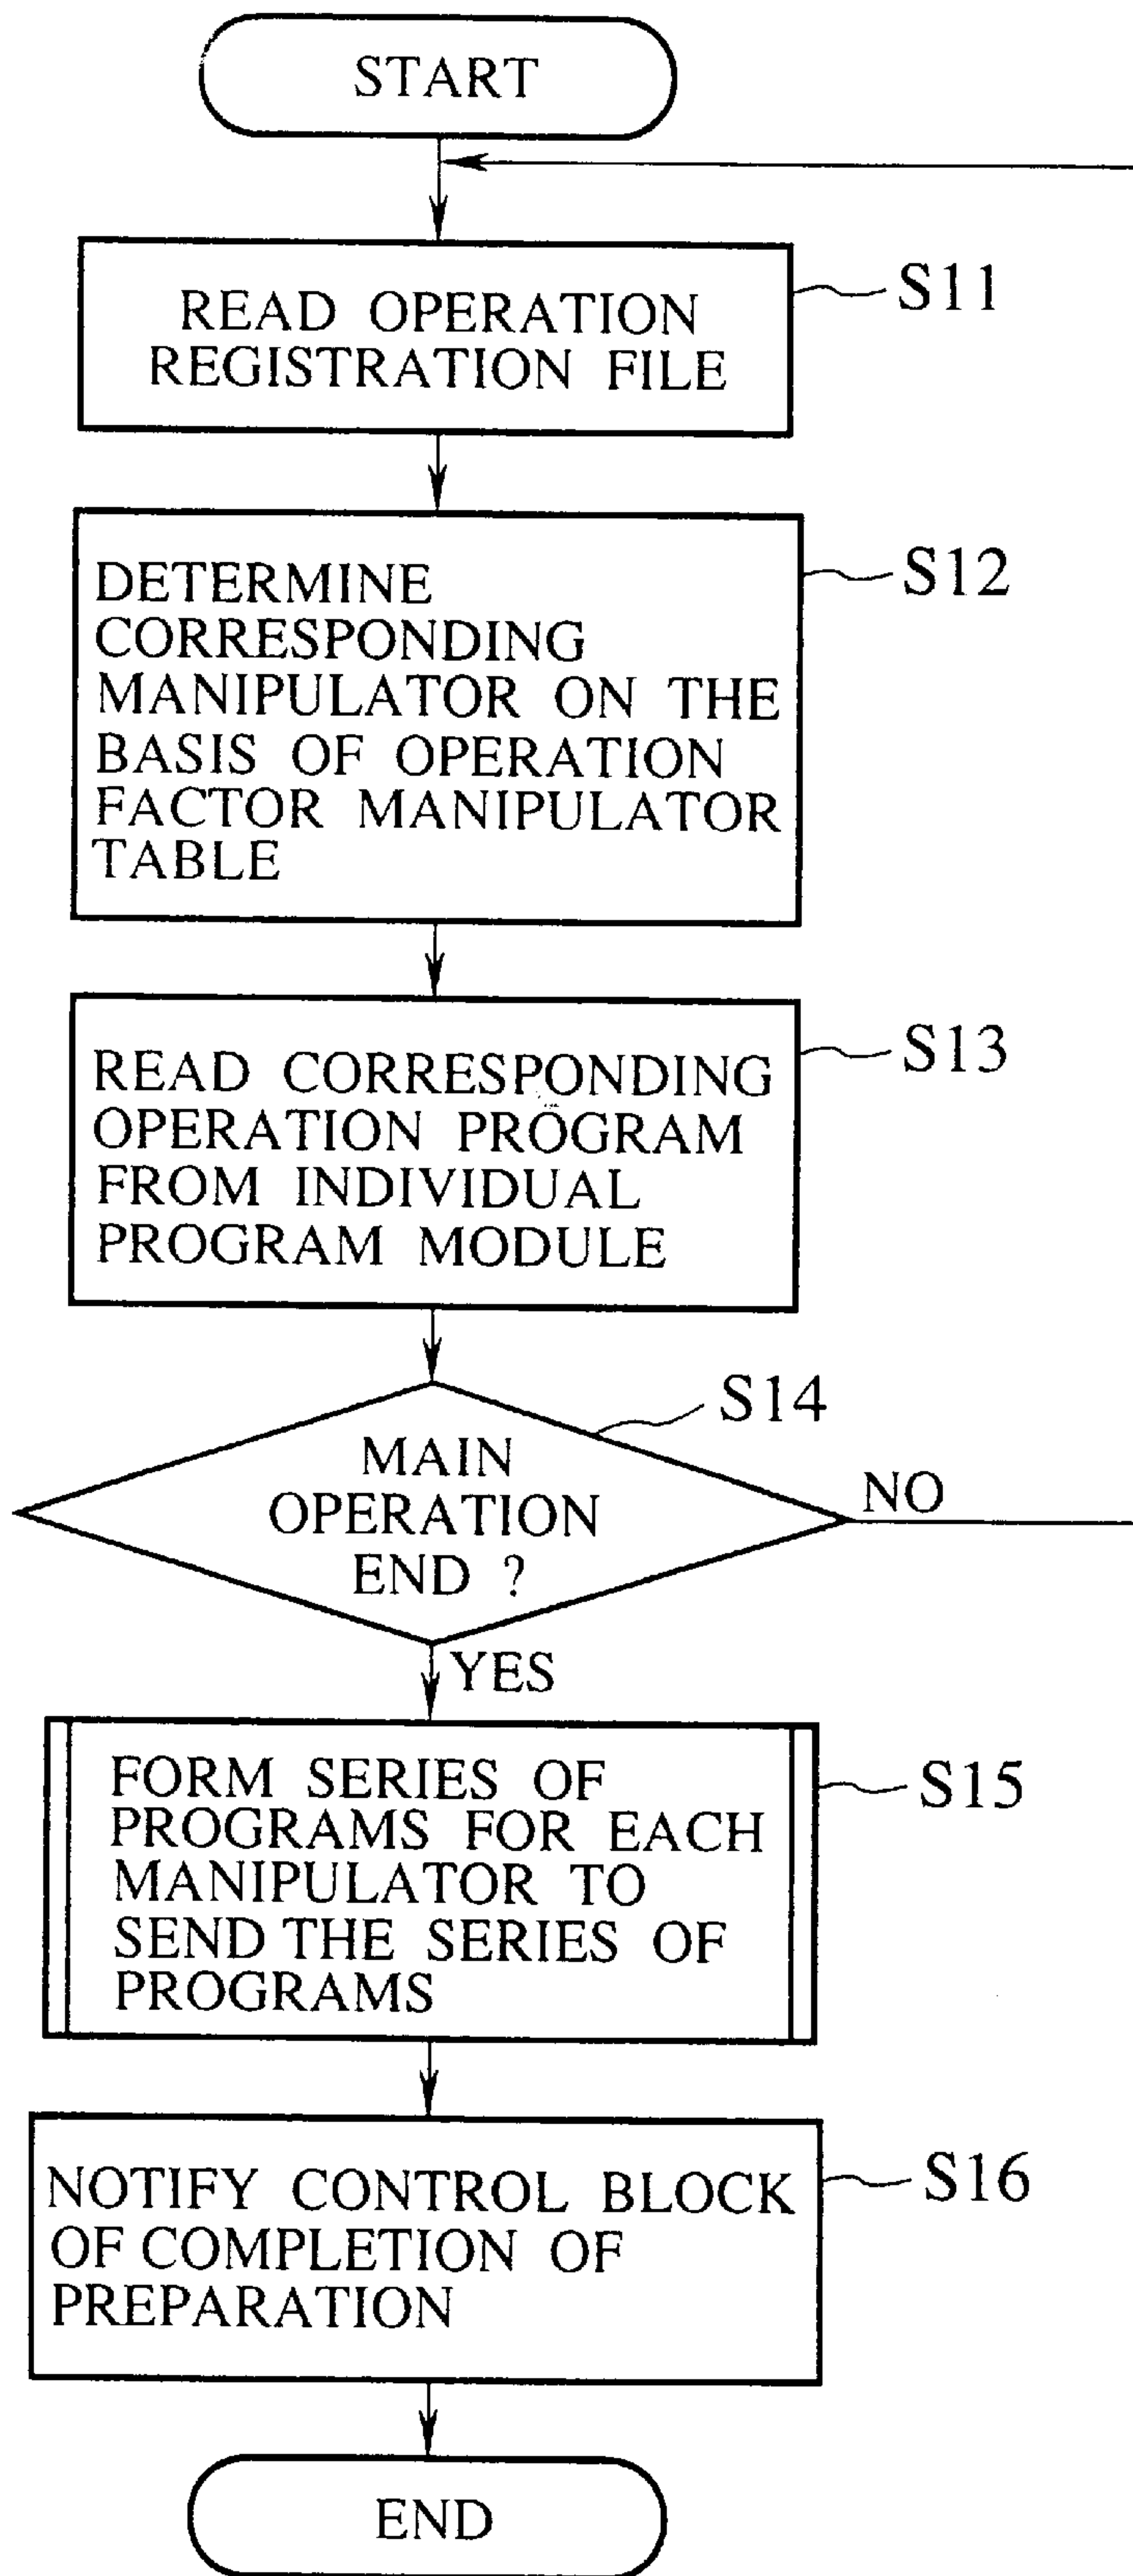 START
READ OPERATION
REGISTRATION FILE
S11
DETERMINE
CORRESPONDING
MANIPULATOR ON THE
BASIS OF OPERATION
FACTOR MANIPULATOR
TABLE
S12
READ CORRESPONDING
OPERATION PROGRAM
FROM INDIVIDUAL
PROGRAM MODULE
S13
MAIN
OPERATION
END ?
S14
NO
YES
FORM SERIES OF
PROGRAMS FOR EACH
MANIPULATOR TO
SEND THE SERIES OF
PROGRAMS
S15
NOTIFY CONTROL BLOCK
OF COMPLETION OF
PREPARATION
S16
END